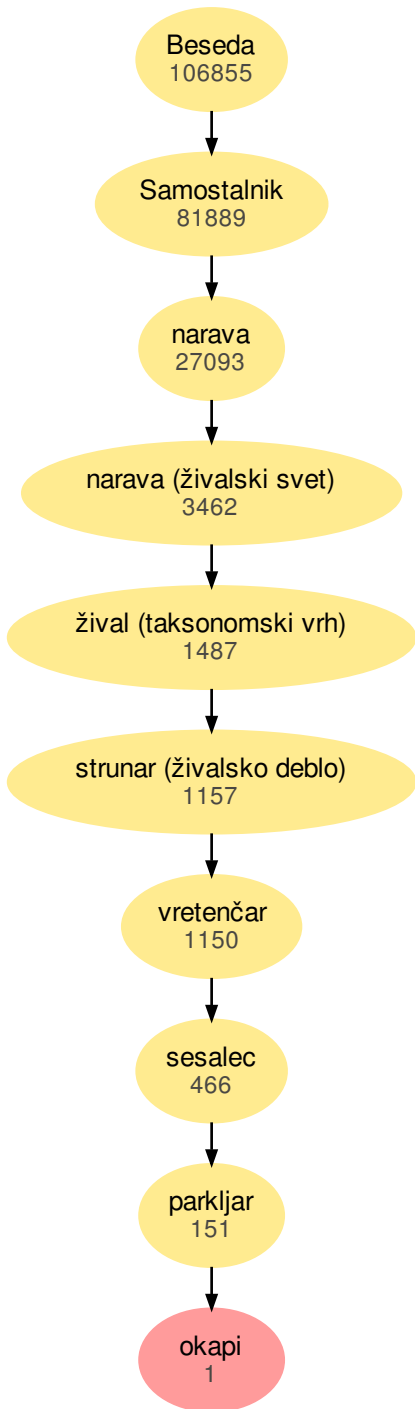 Beseda
106855
Samostalnik
81889
narava
27093
narava (živalski svet)
3462
žival (taksonomski vrh)
1487
strunar (živalsko deblo)
1157
vretenčar
1150
sesalec
466
parkljar
151
okapi
1